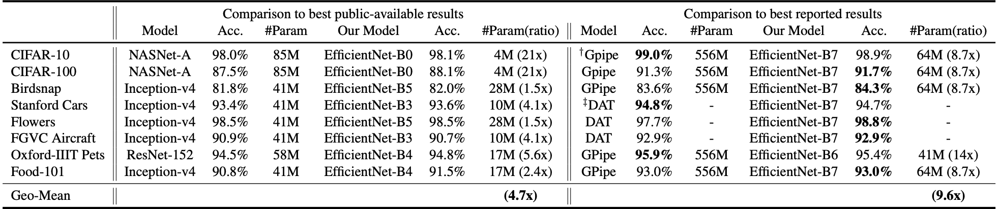 Comparison to best public-available results Comparison to best reported results
Model Acc. #Param Our Model Acc. #Param(ratio) Model Acc. #Param Our Model Acc. #Param(ratio)
CIFAR-10 NASNet-A 98.0% 85M EfficientNet-B0 98.1% 4M (21x) †Gpipe 99.0% 556M EfficientNet-B7 98.9% 64M (8.7x)
CIFAR-100 NASNet-A 87.5% 85M EfficientNet-B0 88.1% 4M (21x) Gpipe 91.3% 556M EfficientNet-B7 91.7% 64M (8.7x)
Birdsnap Inception-v4 81.8% 41M EfficientNet-B5 82.0% 28M (1.5x) GPipe 83.6% 556M EfficientNet-B7 84.3% 64M (8.7x)
Stanford Cars Inception-v4 93.4% 41M EfficientNet-B3 93.6% 10M (4.1x) ‡DAT 94.8% - EfficientNet-B7 94.7% -
Flowers Inception-v4 98.5% 41M EfficientNet-B5 98.5% 28M (1.5x) DAT 97.7% - EfficientNet-B7 98.8% -
FGVC Aircraft Inception-v4 90.9% 41M EfficientNet-B3 90.7% 10M (4.1x) DAT 92.9% - EfficientNet-B7 92.9% -
Oxford-IIIT Pets ResNet-152 94.5% 58M EfficientNet-B4 94.8% 17M (5.6x) GPipe 95.9% 556M EfficientNet-B6 95.4% 41M (14x)
Food-101 Inception-v4 90.8% 41M EfficientNet-B4 91.5% 17M (2.4x) GPipe 93.0% 556M EfficientNet-B7 93.0% 64M (8.7x)
Geo-Mean (4.7x) (9.6x)